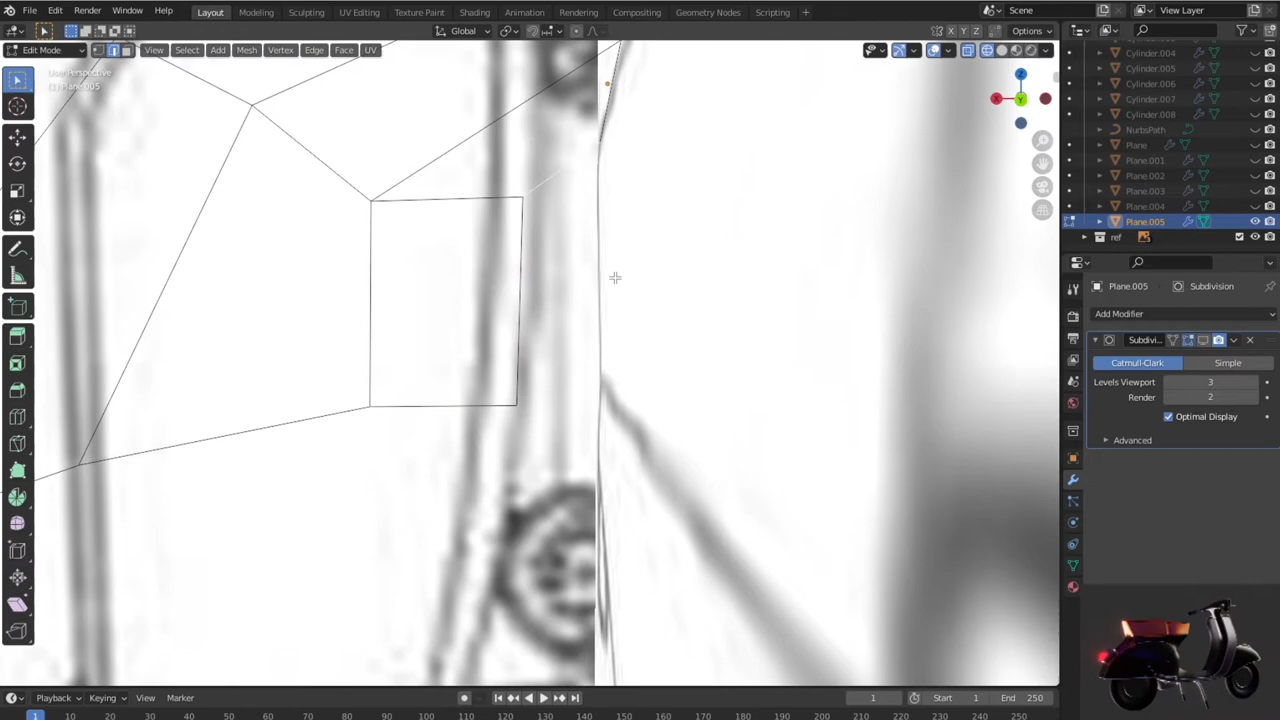 File Edit Render Window Help Layout Modeling Sculpting UV Editing Texture Paint Shading Animation Rendering Compositing Geometry Nodes Scripting + Scene View Layer
Global Options
Edit Mode View Select Add Mesh Vertex Edge Face UV
User Perspective
(1) Plane.005
Z
X
Y
Cylinder.004
Cylinder.005
Cylinder.006
Cylinder.007
Cylinder.008
NurbsPath
Plane
Plane.001
Plane.002
Plane.003
Plane.004
Plane.005
ref
Plane.005 Subdivision
Add Modifier
Subdivi...
Catmull-Clark Simple
Levels Viewport 3
Render 2
Optimal Display
Advanced
Playback Keying View Marker 1 Start 1 End 250
1 10 20 30 40 50 60 70 80 90 100 110 120 130 140 150 160 170 180 190 200 210 220 230 240 250